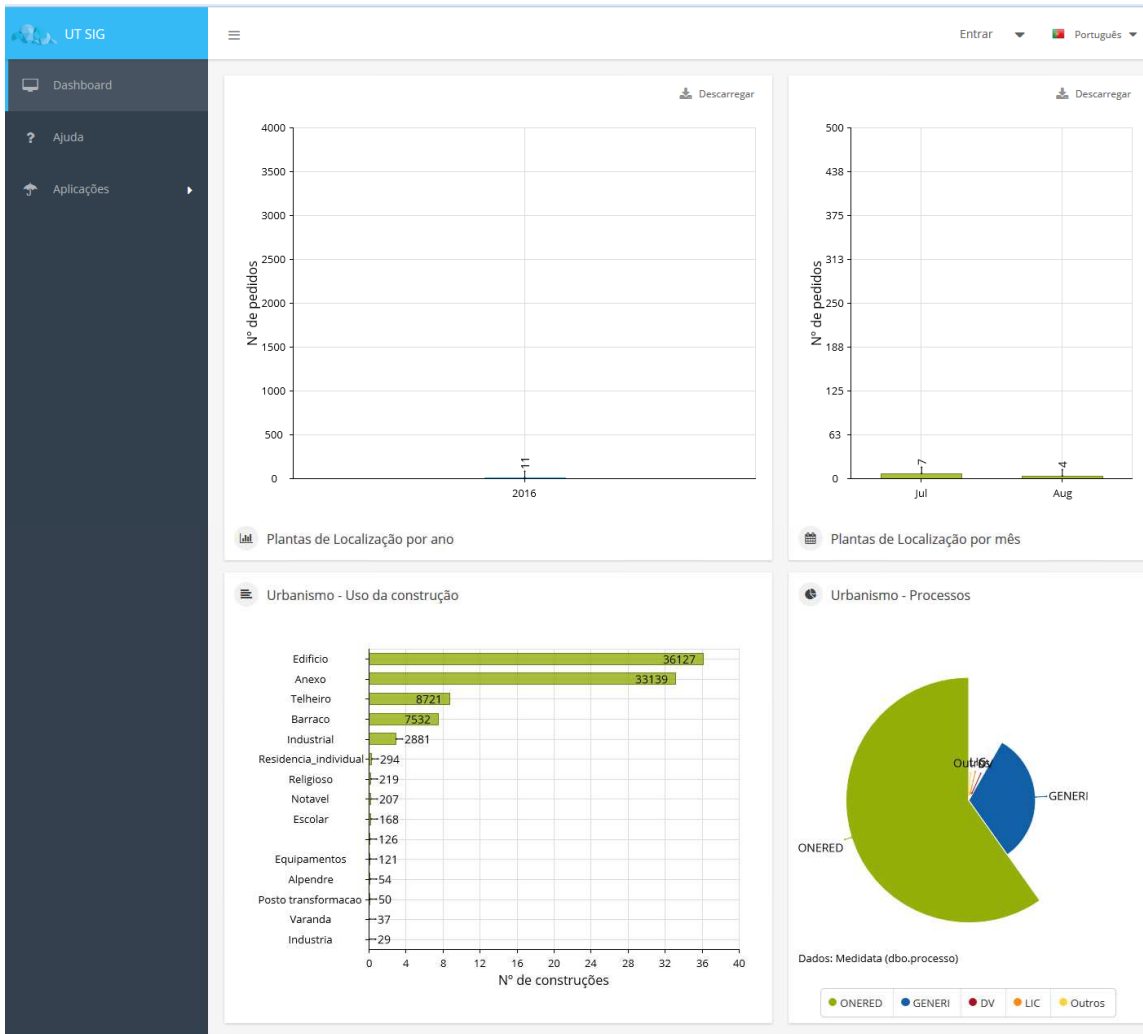 UT SIG
Entrar
Português
Dashboard
Ajuda
Aplicações
Descarregar
4000
3500
3000
2500
2000
1500
1000
500
0
Nº de pedidos
11
2016
Plantas de Localização por ano
Descarregar
500
438
375
313
250
188
125
63
0
Nº de pedidos
7
4
Jul Aug
Plantas de Localização por mês
Urbanismo - Uso da construção
Edificio 36127
Anexo 33139
Telheiro 8721
Barraco 7532
Industrial 2881
Residencia_individual 294
Religioso 219
Notavel 207
Escolar 168
126
Equipamentos 121
Alpendre 54
Posto transformacao 50
Varanda 37
Industria 29
0 4 8 12 16 20 24 28 32 36 40
Nº de construções
Urbanismo - Processos
Outros
GENERI
ONERED
Dados: Medidata (dbo.processo)
ONERED GENERI DV LIC Outros